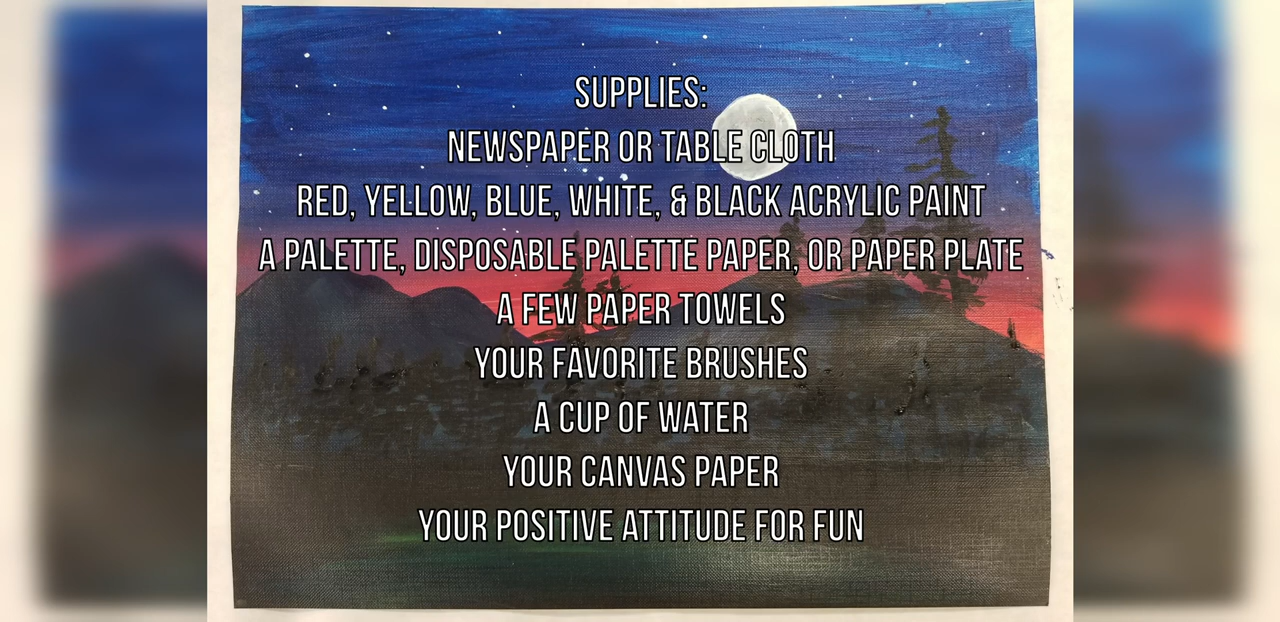 SUPPLIES:
NEWSPAPER OR TABLE CLOTH
RED, YELLOW, BLUE, WHITE, & BLACK ACRYLIC PAINT
A PALETTE, DISPOSABLE PALETTE PAPER, OR PAPER PLATE
A FEW PAPER TOWELS
YOUR FAVORITE BRUSHES
A CUP OF WATER
YOUR CANVAS PAPER
YOUR POSITIVE ATTITUDE FOR FUN